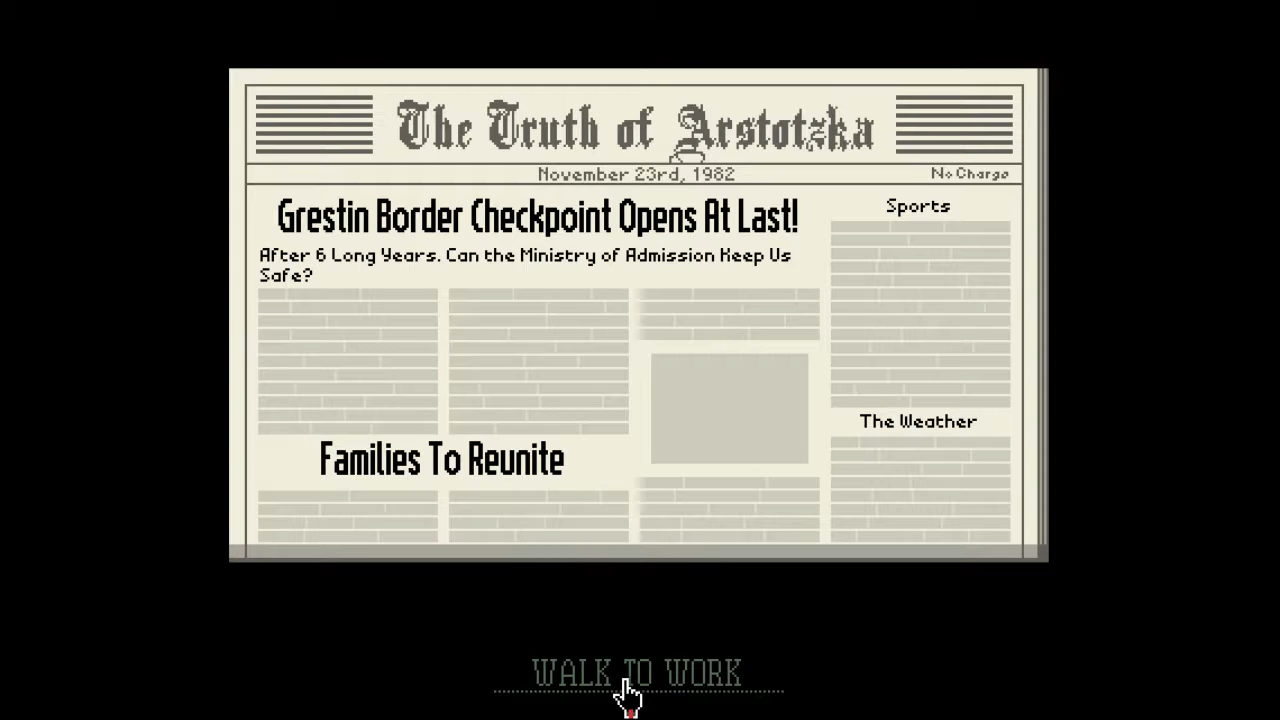 The Truth of Arstotzka
November 23rd, 1982
No Charge
Grestin Border Checkpoint Opens At Last!
After 6 Long Years. Can the Ministry of Admission Keep Us
Safe?
Families To Reunite
Sports
The Weather
WALK TO WORK